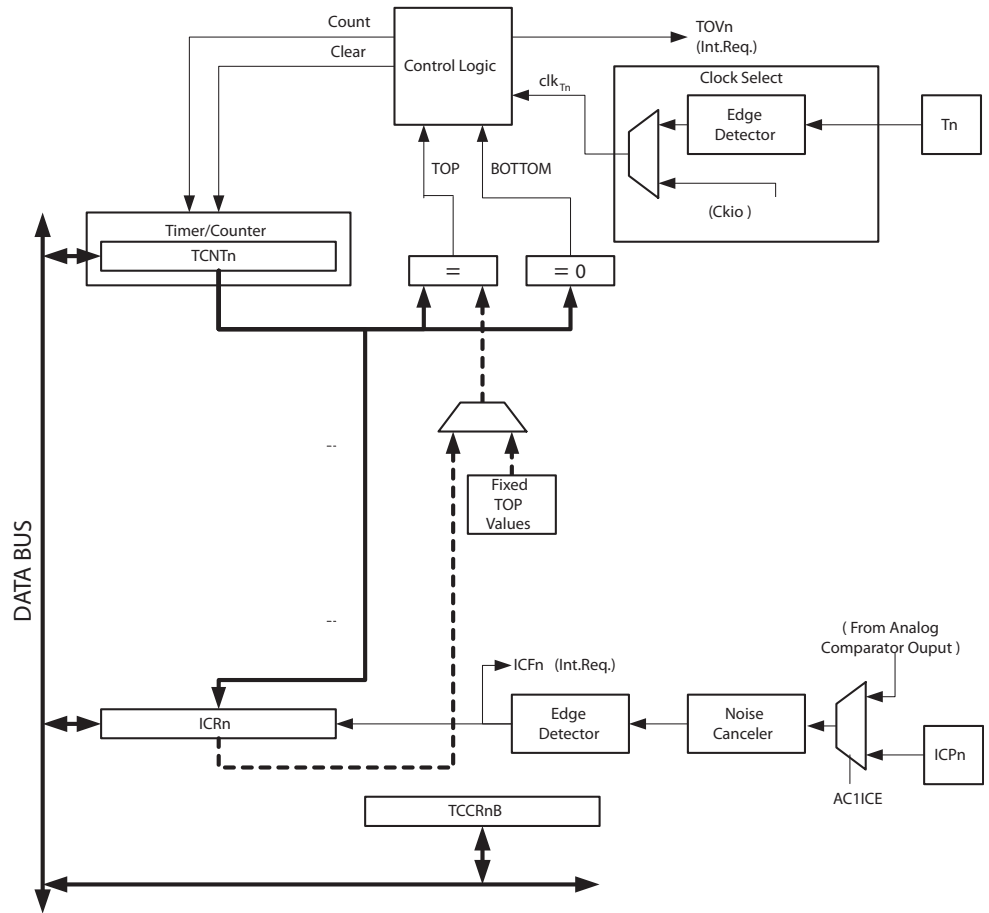 Count
TOVn
(Int.Req.)
Clear
Control Logic
Clock Select
clk Tn
Edge
Detector
Tn
TOP
BOTTOM
(Ckio )
Timer/Counter
TCNTn
=
= 0
--
Fixed
TOP
Values
DATA BUS
--
( From Analog
Comparator Ouput )
ICFn (Int.Req.)
ICRn
Edge
Detector
Noise
Canceler
ICPn
AC1ICE
TCCRnB